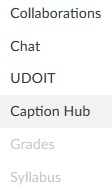 Collaborations
Chat
UDOIT
Caption Hub
Grades
Syllabus